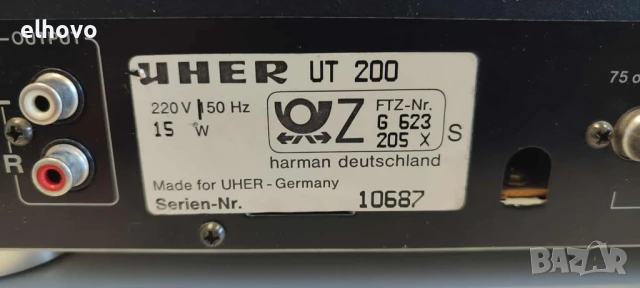 elhovo
OUTPUT
R
UHER UT 200
220 V 50 Hz
15 W
Z
FTZ-Nr.
G 623
205 X
S
harman deutschland
Made for UHER - Germany
Serien-Nr. 10687
75 o
BAZAR